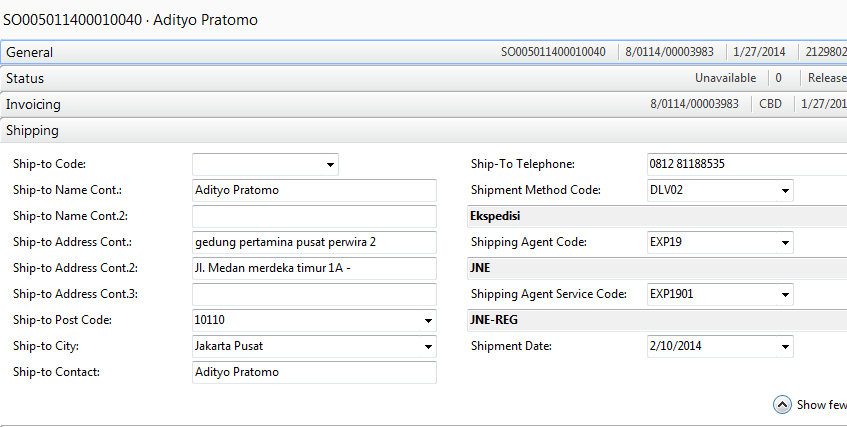 SO005011400010040 · Adityo Pratomo
General SO005011400010040 8/0114/00003983 1/27/2014 2129802
Status Unavailable 0 Release
Invoicing 8/0114/00003983 CBD 1/27/201
Shipping
Ship-to Code:
Ship-to Name Cont.: Adityo Pratomo
Ship-to Name Cont.2:
Ship-to Address Cont.: gedung pertamina pusat perwira 2
Ship-to Address Cont.2: Jl. Medan merdeka timur 1A -
Ship-to Address Cont.3:
Ship-to Post Code: 10110
Ship-to City: Jakarta Pusat
Ship-to Contact: Adityo Pratomo
Ship-To Telephone: 0812 81188535
Shipment Method Code: DLV02
Ekspedisi
Shipping Agent Code: EXP19
JNE
Shipping Agent Service Code: EXP1901
JNE-REG
Shipment Date: 2/10/2014
Show few